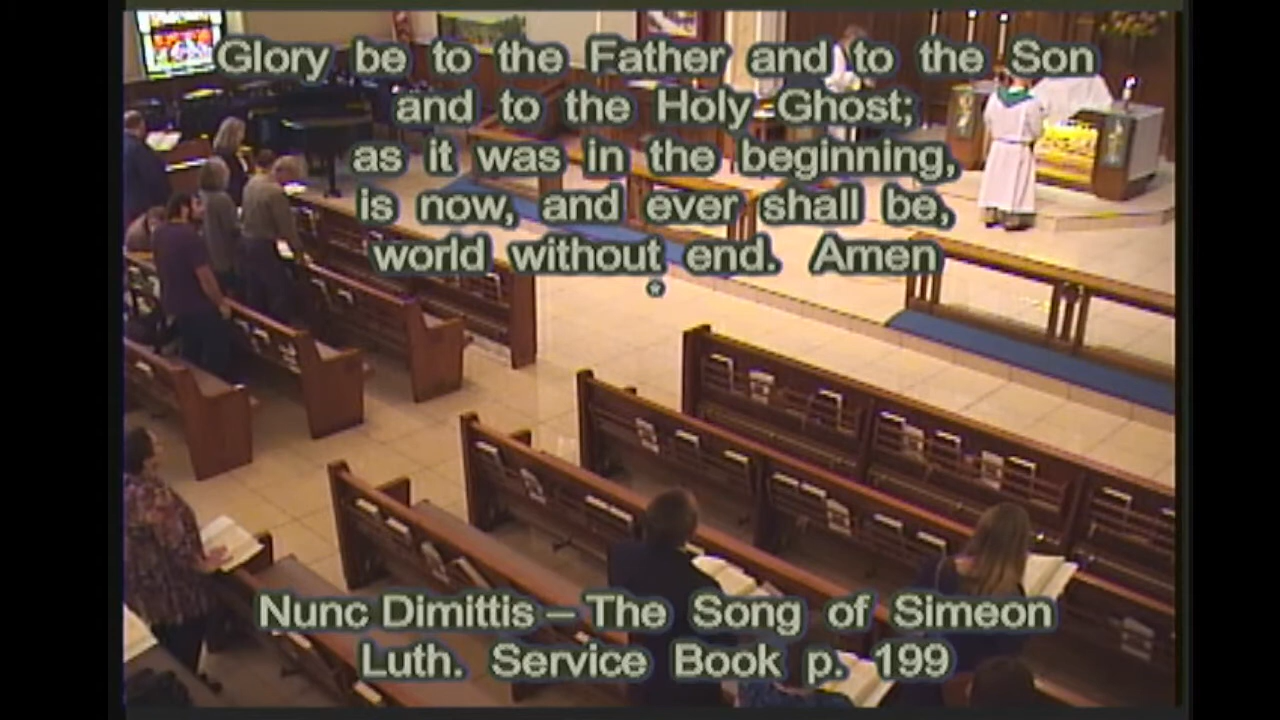 Glory be to the Father and to the Son
and to the Holy Ghost;
as it was in the beginning,
is now, and ever shall be,
world without end. Amen
Nunc Dimittis – The Song of Simeon
Luth. Service Book p. 199